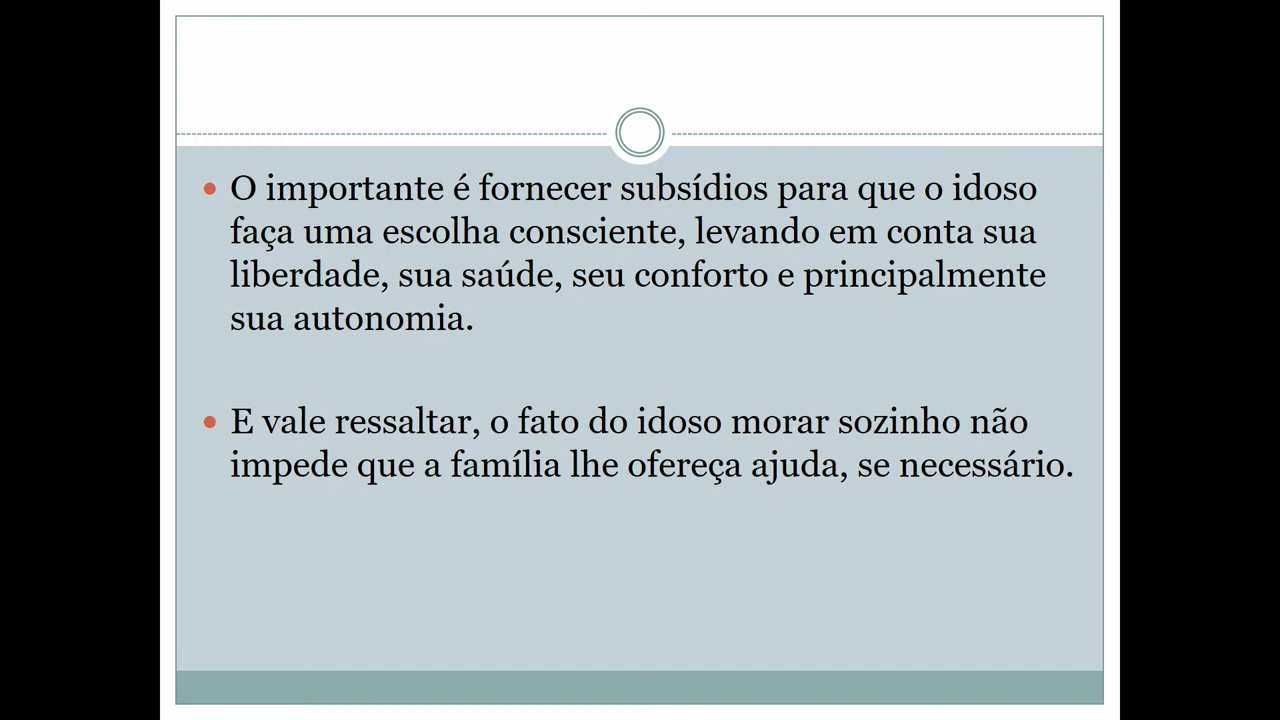 • O importante é fornecer subsídios para que o idoso
faça uma escolha consciente, levando em conta sua
liberdade, sua saúde, seu conforto e principalmente
sua autonomia.
• E vale ressaltar, o fato do idoso morar sozinho não
impede que a família lhe ofereça ajuda, se necessário.